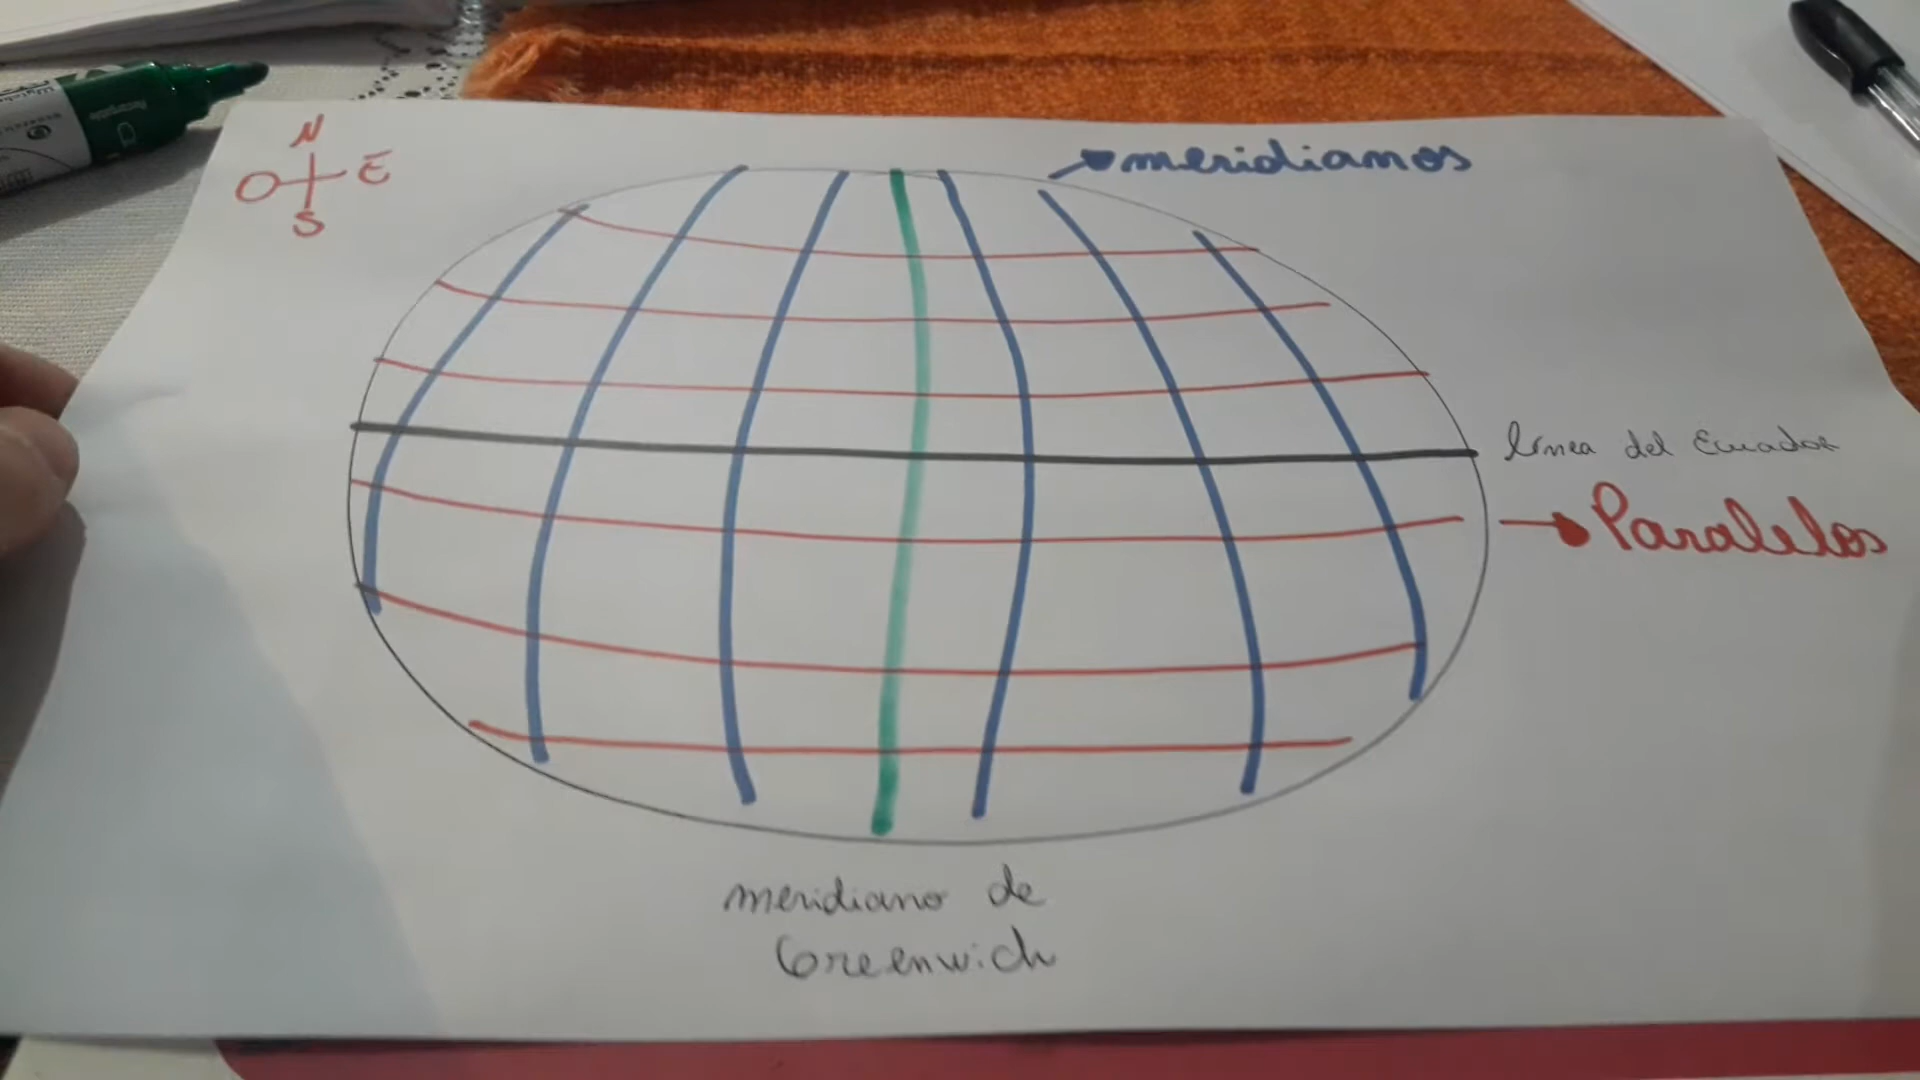 N
O E
S
meridianos
línea del Ecuador
Paralelos
meridiano de
Greenwich